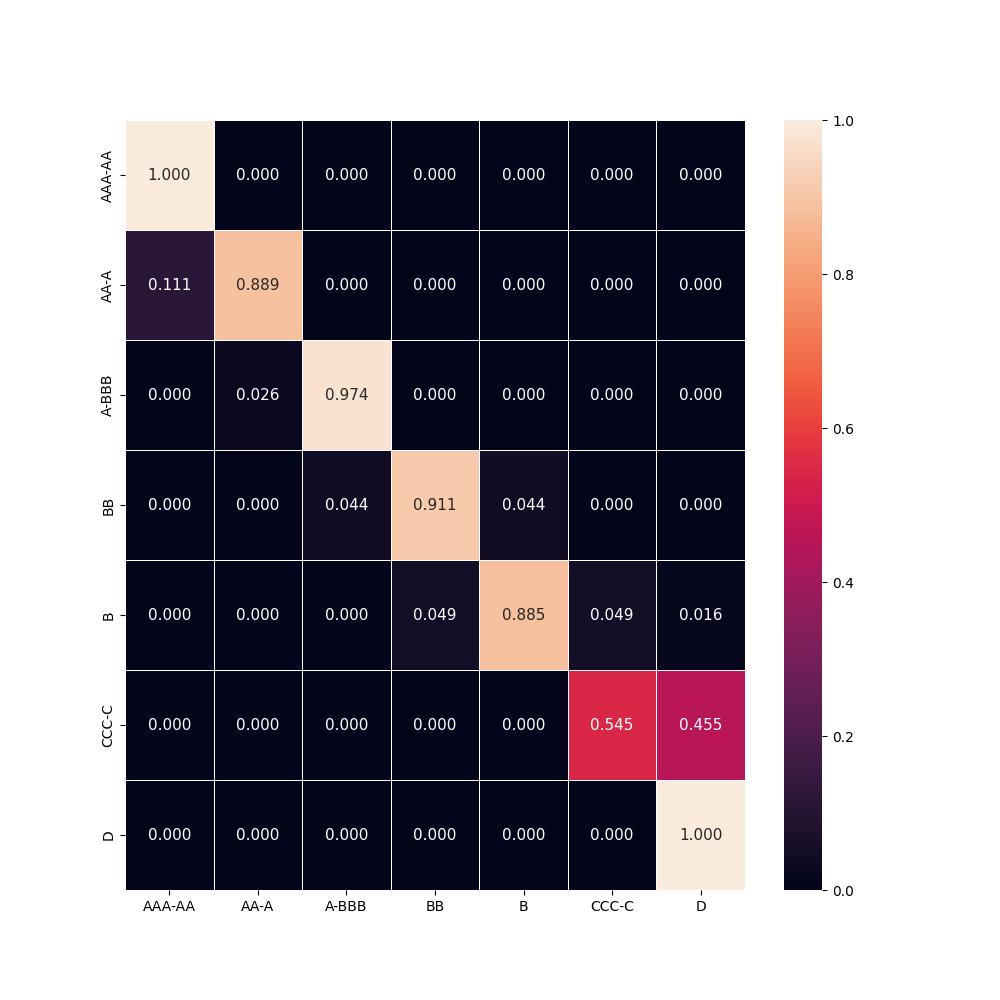 1.0
AAA-AA 1.000 0.000 0.000 0.000 0.000 0.000 0.000
0.8
AA-A 0.111 0.889 0.000 0.000 0.000 0.000 0.000
A-BBB 0.000 0.026 0.974 0.000 0.000 0.000 0.000
0.6
BB 0.000 0.000 0.044 0.911 0.044 0.000 0.000
0.4
B 0.000 0.000 0.000 0.049 0.885 0.049 0.016
CCC-C 0.000 0.000 0.000 0.000 0.000 0.545 0.455
0.2
D 0.000 0.000 0.000 0.000 0.000 0.000 1.000
0.0
AAA-AA AA-A A-BBB BB B CCC-C D